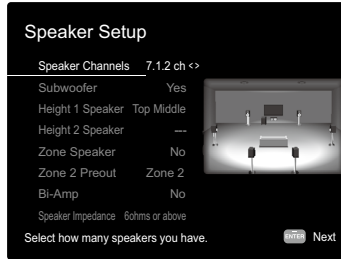 Speaker Setup
Speaker Channels 7.1.2 ch <>
Subwoofer Yes
Height 1 Speaker Top Middle
Height 2 Speaker ---
Zone Speaker No
Zone 2 Preout Zone 2
Bi-Amp No
Speaker Impedance 6ohms or above
Select how many speakers you have. ENTER Next